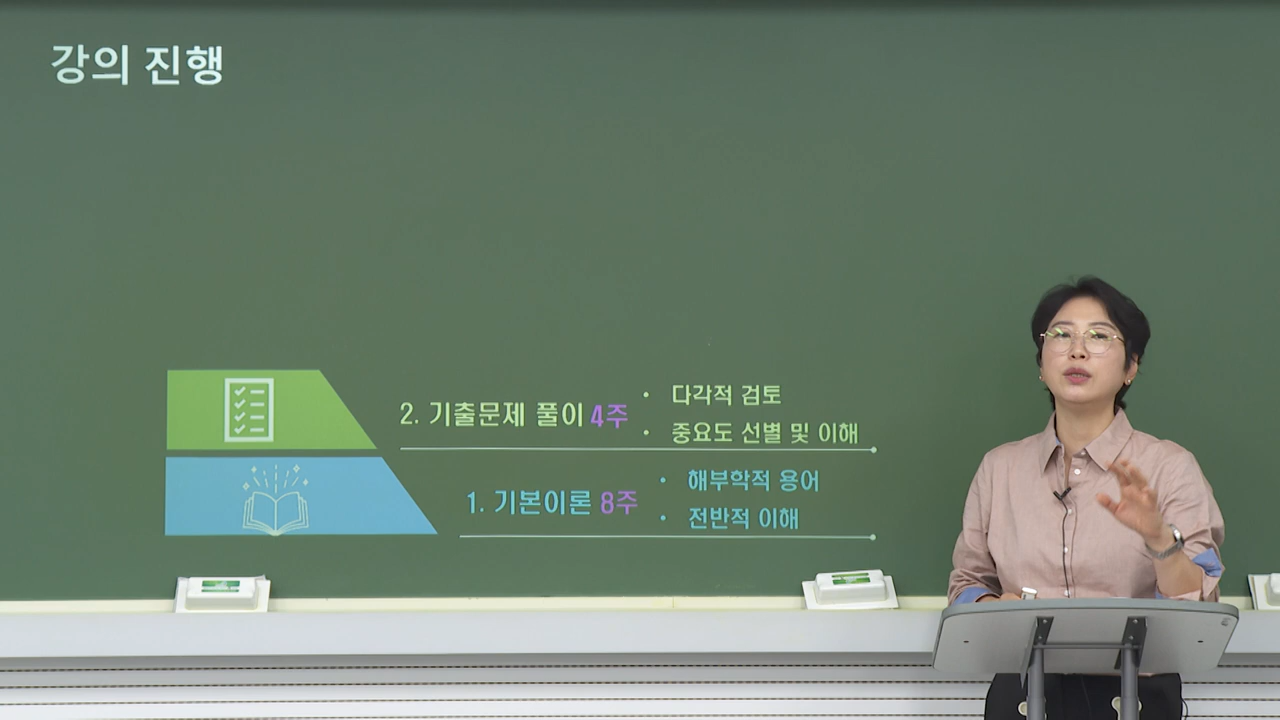 강의 진행
2. 기출문제 풀이 4주
• 다각적 검토
• 중요도 선별 및 이해
1. 기본이론 8주
• 해부학적 용어
• 전반적 이해